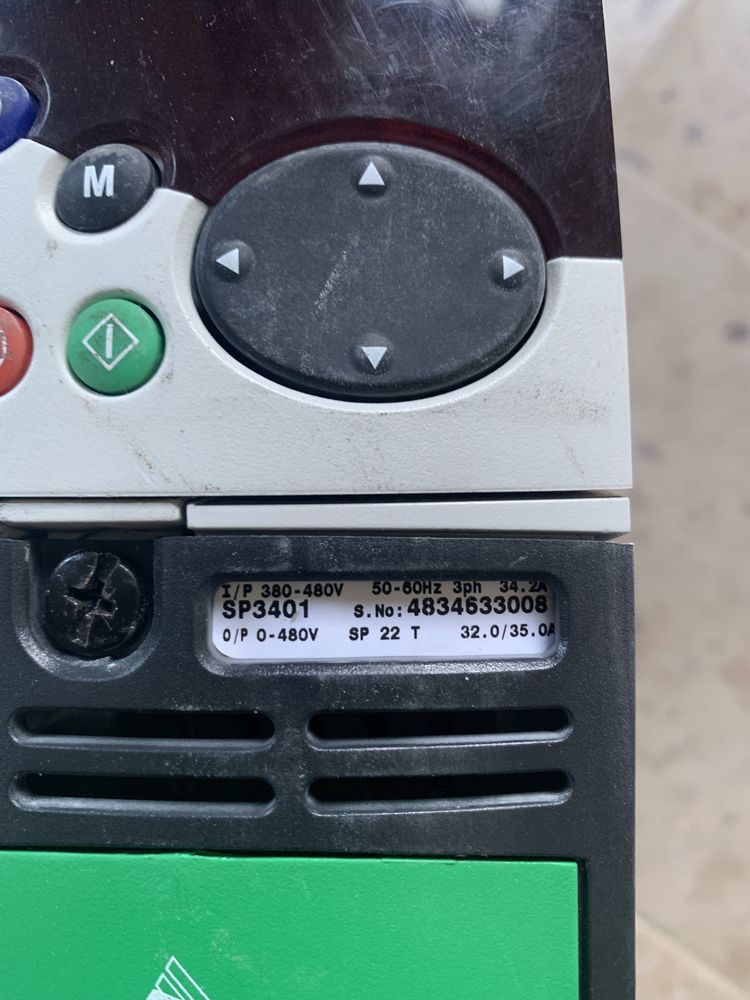 M
I/P 380-480V 50-60Hz 3ph 34.2A
SP3401 S.No: 4834633008
O/P 0-480V SP 22 T 32.0/35.0A